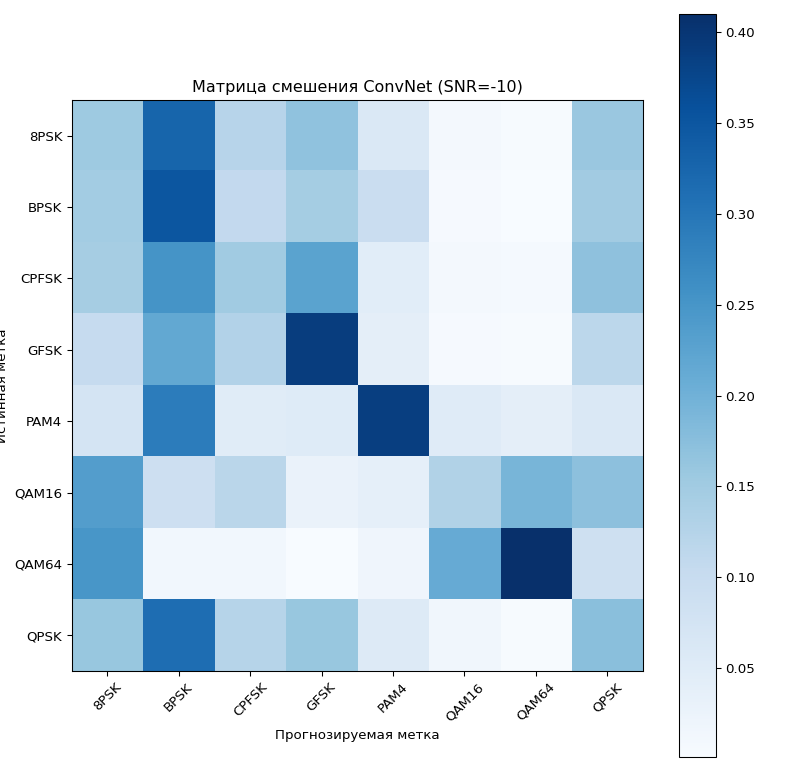 Матрица смешения ConvNet (SNR=-10)
8PSK
BPSK
CPFSK
GFSK
PAM4
QAM16
QAM64
QPSK
Истинная метка
8PSK
BPSK
CPFSK
GFSK
PAM4
QAM16
QAM64
QPSK
Прогнозируемая метка
0.40
0.35
0.30
0.25
0.20
0.15
0.10
0.05